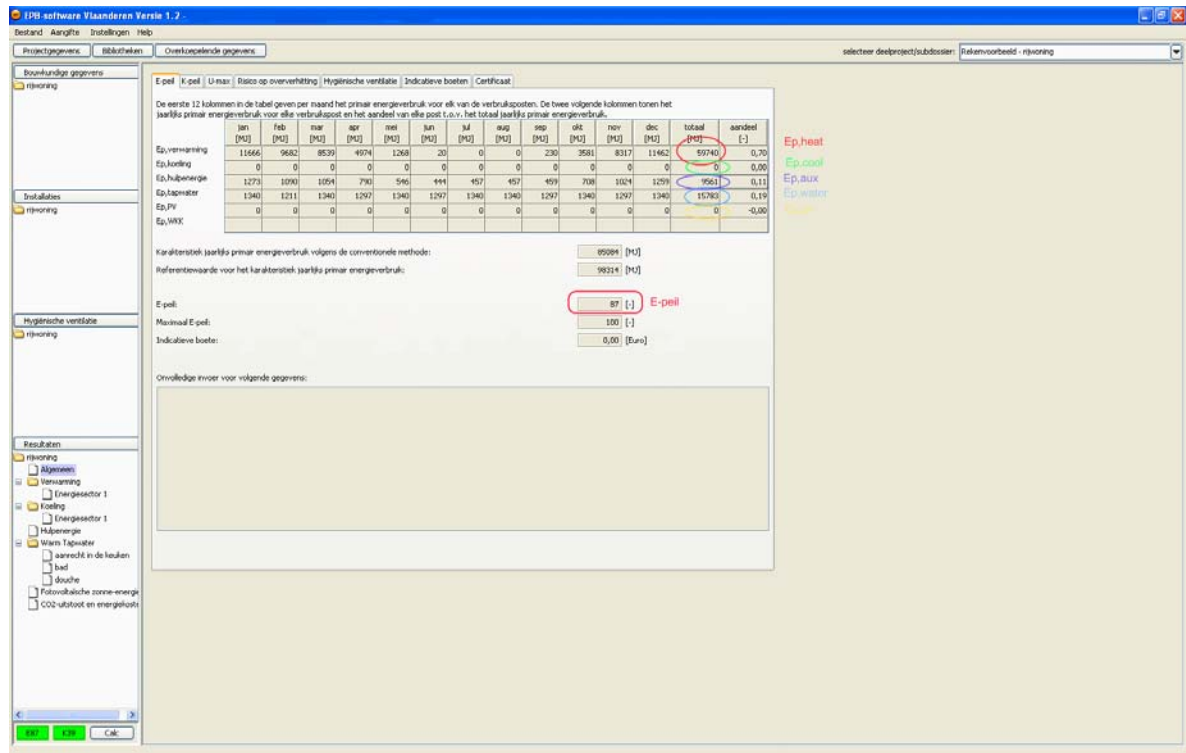 EPB-software Vlaanderen Versie 1.2 -
Bestand Aangifte Instellingen Help
Projectgegevens Bibliotheken Overkoepelende gegevens selecteer deelproject/subdossier: Rekenvoorbeeld - rijwoning
Bouwkundige gegevens
rijwoning
Installaties
rijwoning
Hygiënische ventilatie
rijwoning
Resultaten
rijwoning
Algemeen
Verwarming
Energiesector 1
Koeling
Energiesector 1
Hulpenergie
Warm Tapwater
aanrecht in de keuken
bad
douche
Fotovoltaïsche zonne-energie
CO2-uitstoot en energiekoste
E87 K39 Calc
E-peil K-peil U-max Risico op oververhitting Hygiënische ventilatie Indicatieve boeten Certificaat
De eerste 12 kolommen in de tabel geven per maand het primair energieverbruik voor elk van de verbruiksposten. De twee volgende kolommen tonen het
jaarlijks primair energieverbruik voor elke verbruikspost en het aandeel van elke post t.o.v. het totaal jaarlijks primair energieverbruik.
jan feb mar apr mei jun jul aug sep okt nov dec totaal aandeel
[MJ] [MJ] [MJ] [MJ] [MJ] [MJ] [MJ] [MJ] [MJ] [MJ] [MJ] [MJ] [MJ] [-]
Ep,verwarming 11666 9682 8539 4974 1268 20 0 0 230 3581 8317 11462 59740 0,70 Ep,heat
Ep,koeling 0 0 0 0 0 0 0 0 0 0 0 0 0 0,00 Ep,cool
Ep,hulpenergie 1273 1090 1054 790 546 444 457 457 459 708 1024 1259 9561 0,11 Ep,aux
Ep,tapwater 1340 1211 1340 1297 1340 1297 1340 1340 1297 1340 1297 1340 15783 0,19 Ep,water
Ep,PV 0 0 0 0 0 0 0 0 0 0 0 0 0 -0,00
Ep,WKK
Karakteristiek jaarlijks primair energieverbruik volgens de conventionele methode: 85084 [MJ]
Referentiewaarde voor het karakteristiek jaarlijks primair energieverbruik: 98314 [MJ]
E-peil: 87 [-] E-peil
Maximaal E-peil: 100 [-]
Indicatieve boete: 0,00 [Euro]
Onvolledige invoer voor volgende gegevens: